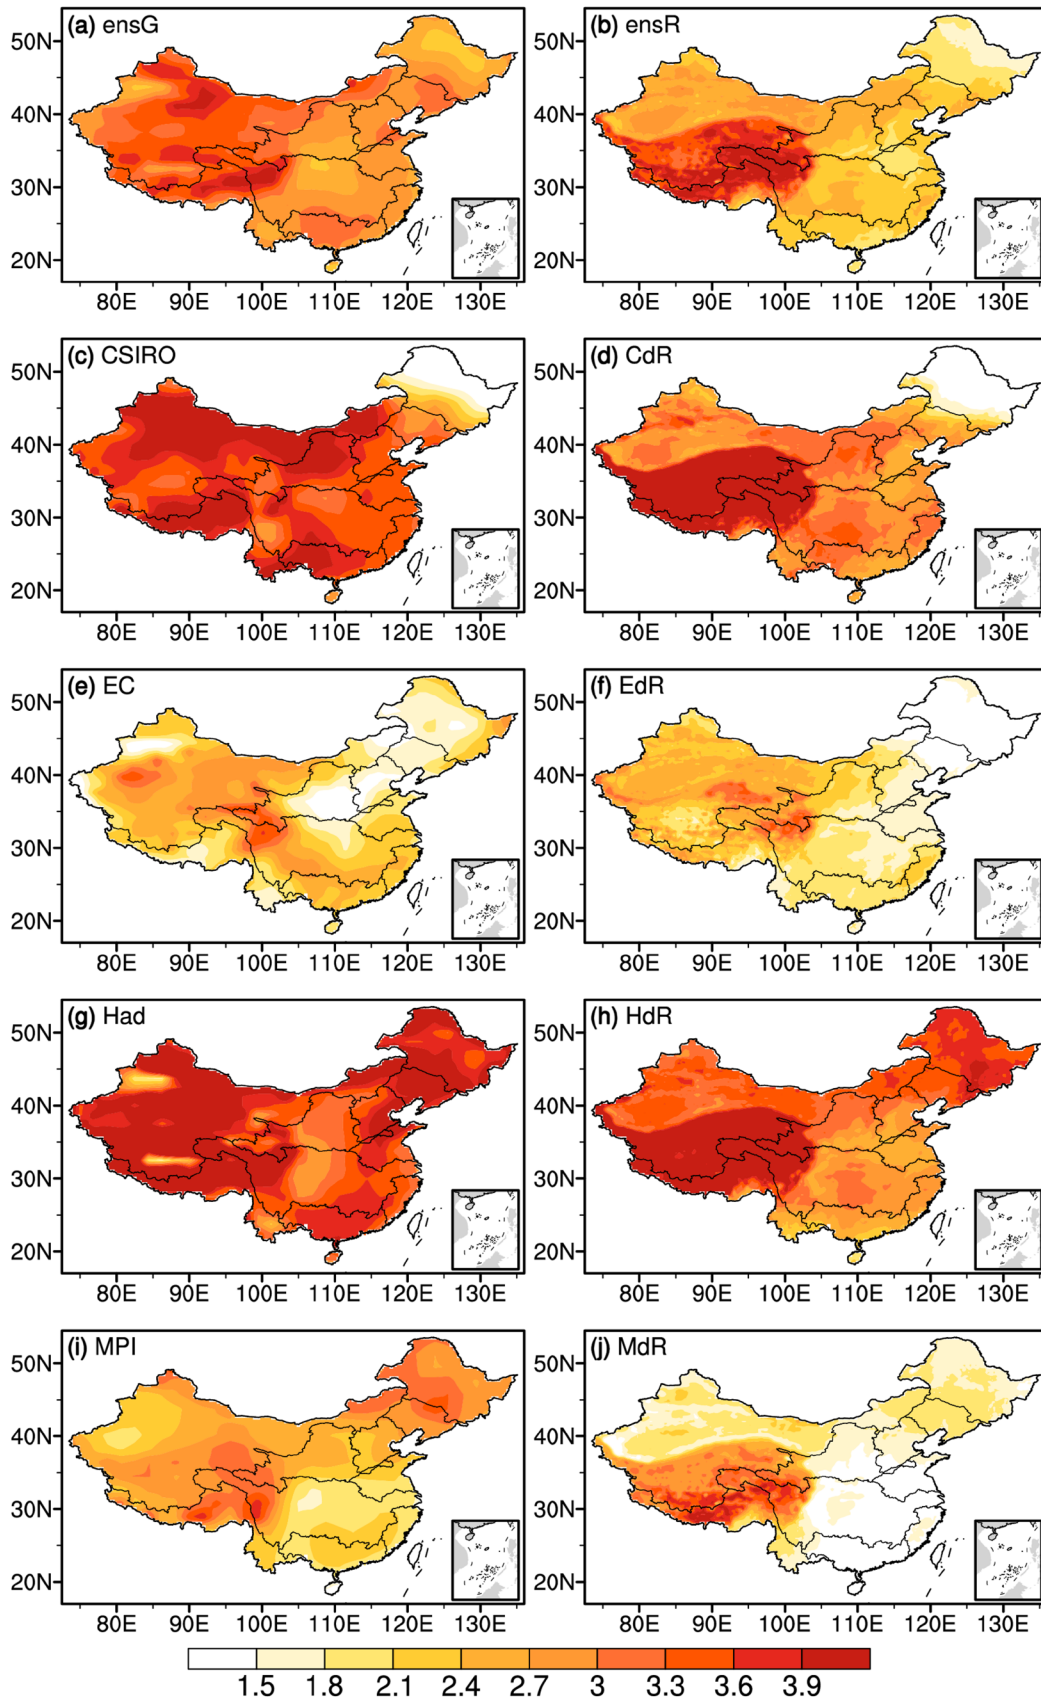 (a) ensG
(b) ensR
50N
40N
30N
20N
50N
40N
30N
20N
80E 90E 100E 110E 120E 130E
80E 90E 100E 110E 120E 130E
(c) CSIRO
(d) CdR
50N
40N
30N
20N
50N
40N
30N
20N
80E 90E 100E 110E 120E 130E
80E 90E 100E 110E 120E 130E
(e) EC
(f) EdR
50N
40N
30N
20N
50N
40N
30N
20N
80E 90E 100E 110E 120E 130E
80E 90E 100E 110E 120E 130E
(g) Had
(h) HdR
50N
40N
30N
20N
50N
40N
30N
20N
80E 90E 100E 110E 120E 130E
80E 90E 100E 110E 120E 130E
(i) MPI
(j) MdR
50N
40N
30N
20N
50N
40N
30N
20N
80E 90E 100E 110E 120E 130E
80E 90E 100E 110E 120E 130E
1.5 1.8 2.1 2.4 2.7 3 3.3 3.6 3.9